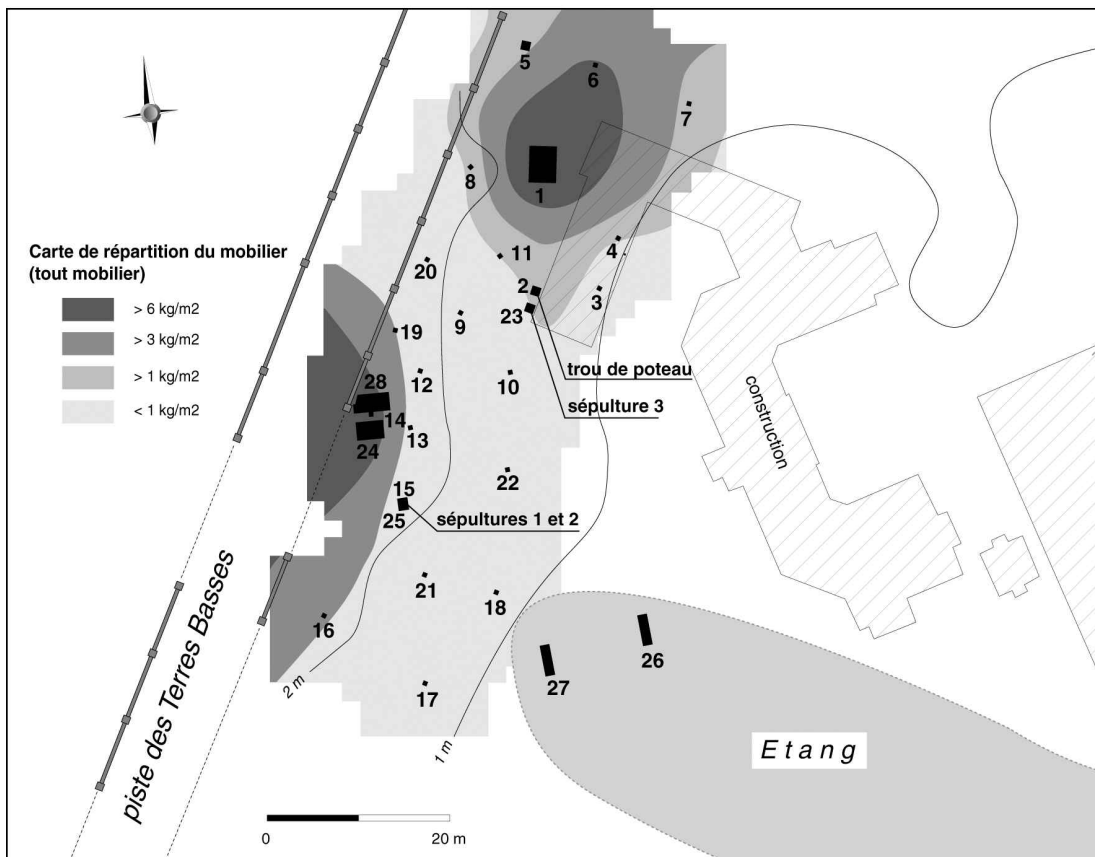 5
6
7
8
1
Carte de répartition du mobilier
(tout mobilier)
> 6 kg/m2
> 3 kg/m2
> 1 kg/m2
< 1 kg/m2
11
4
20
2
3
23
9
19
trou de poteau
12
10
sépulture 3
28
14
13
24
construction
22
15
25
sépultures 1 et 2
21
18
16
26
27
17
2 m
1 m
piste des Terres Basses
Etang
0
20 m